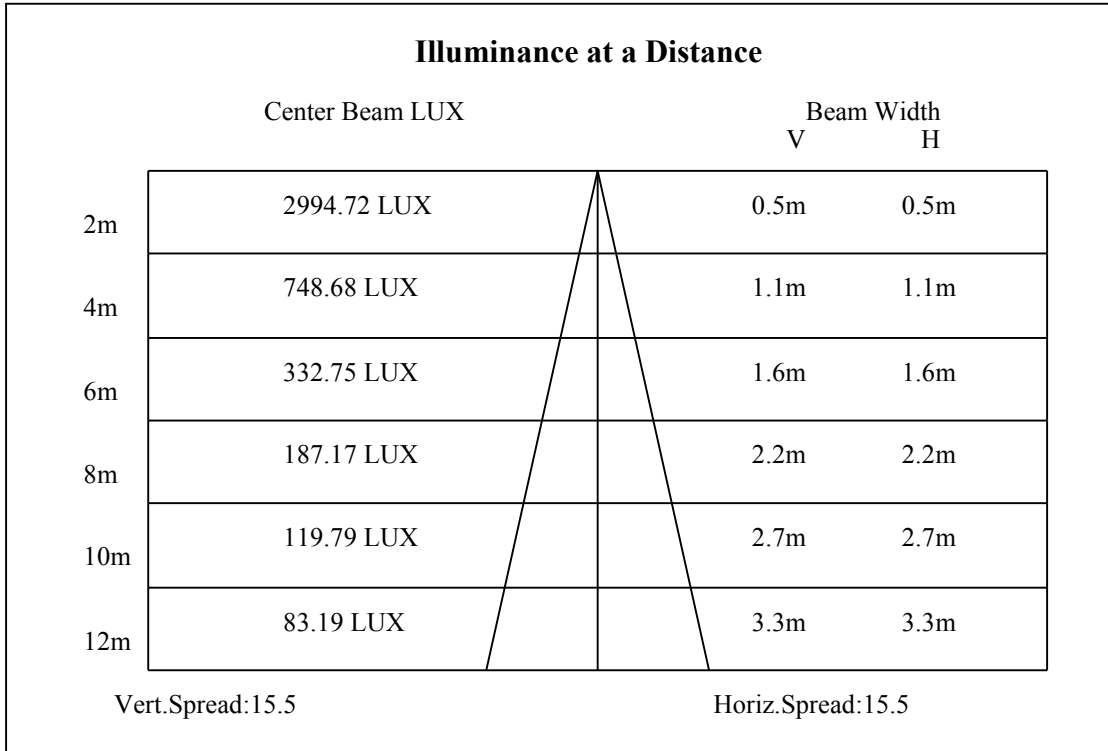 Illuminance at a Distance
Center Beam LUX Beam Width
V H
2m 2994.72 LUX 0.5m 0.5m
4m 748.68 LUX 1.1m 1.1m
6m 332.75 LUX 1.6m 1.6m
8m 187.17 LUX 2.2m 2.2m
10m 119.79 LUX 2.7m 2.7m
12m 83.19 LUX 3.3m 3.3m
Vert.Spread:15.5 Horiz.Spread:15.5